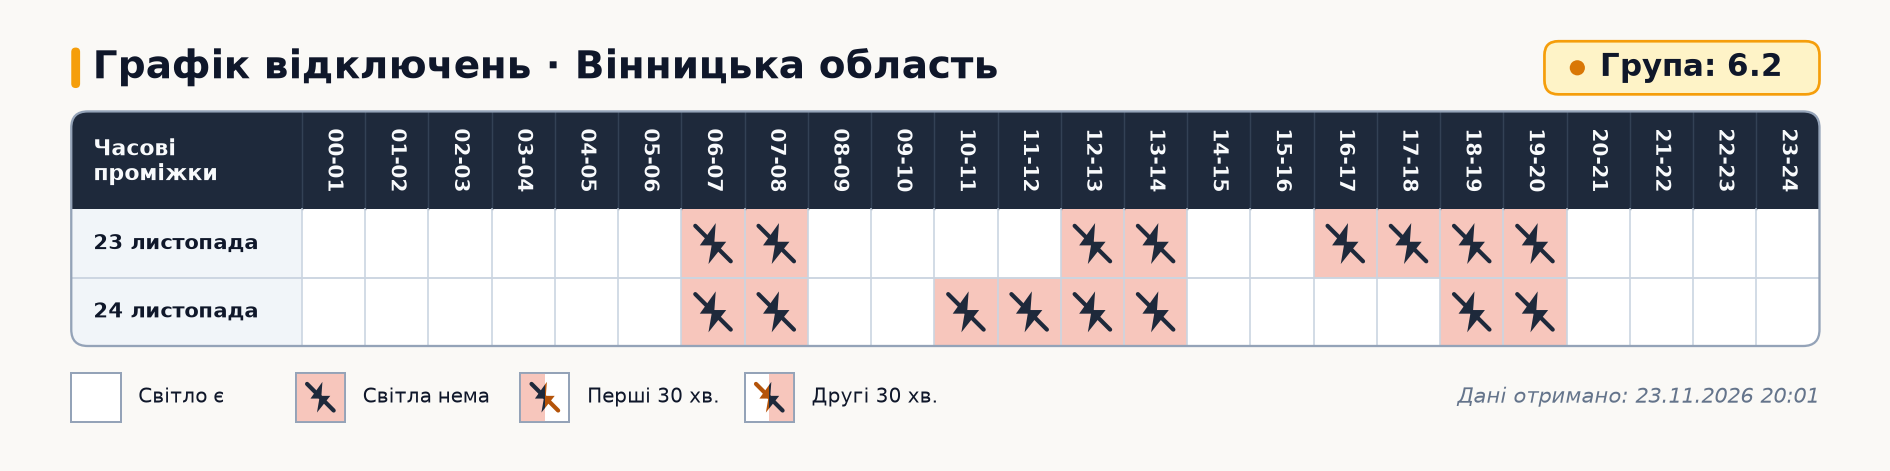 Графік відключень · Вінницька область
Група: 6.2
Часові
проміжки
00-01 01-02 02-03 03-04 04-05 05-06 06-07 07-08 08-09 09-10 10-11 11-12 12-13 13-14 14-15 15-16 16-17 17-18 18-19 19-20 20-21 21-22 22-23 23-24
23 листопада
24 листопада
Світло є
Світла нема
Перші 30 хв.
Другі 30 хв.
Дані отримано: 23.11.2026 20:01